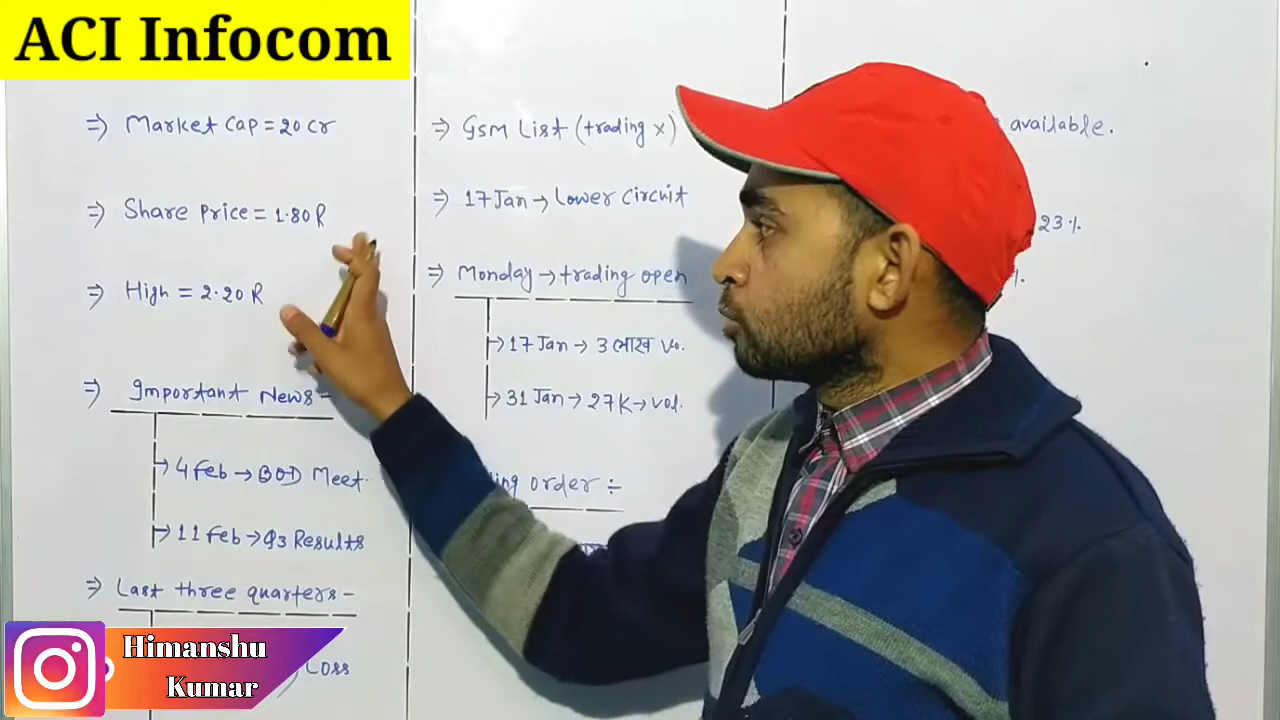 ACI Infocom
⇒ Market Cap = 20 Cr
⇒ Share Price = 1.80 ₹
⇒ High = 2.20 ₹
⇒ Important News -
→ 4 Feb → BOD Meet.
→ 11 Feb → Q3 Results
⇒ Last three quarters -
Loss
⇒ GSM List (trading x)
⇒ 17 Jan → Lower Circuit
⇒ Monday → trading open
→ 17 Jan → 3 लाख Vo.
→ 31 Jan → 27K → Vol.
order ÷
available.
23%
%.
Himanshu
Kumar